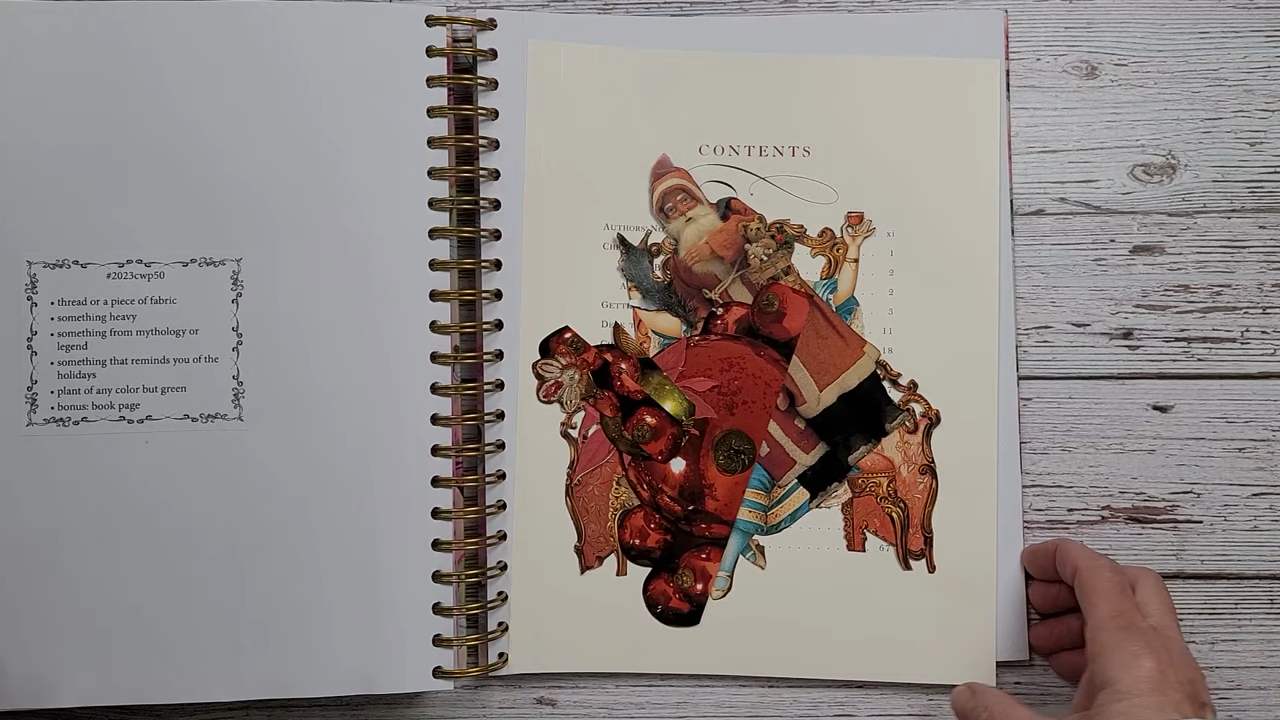 #2023cwp50
• thread or a piece of fabric
• something heavy
• something from mythology or
legend
• something that reminds you of the
holidays
• plant of any color but green
• bonus: book page
CONTENTS
xi
1
2
2
3
11
18
67